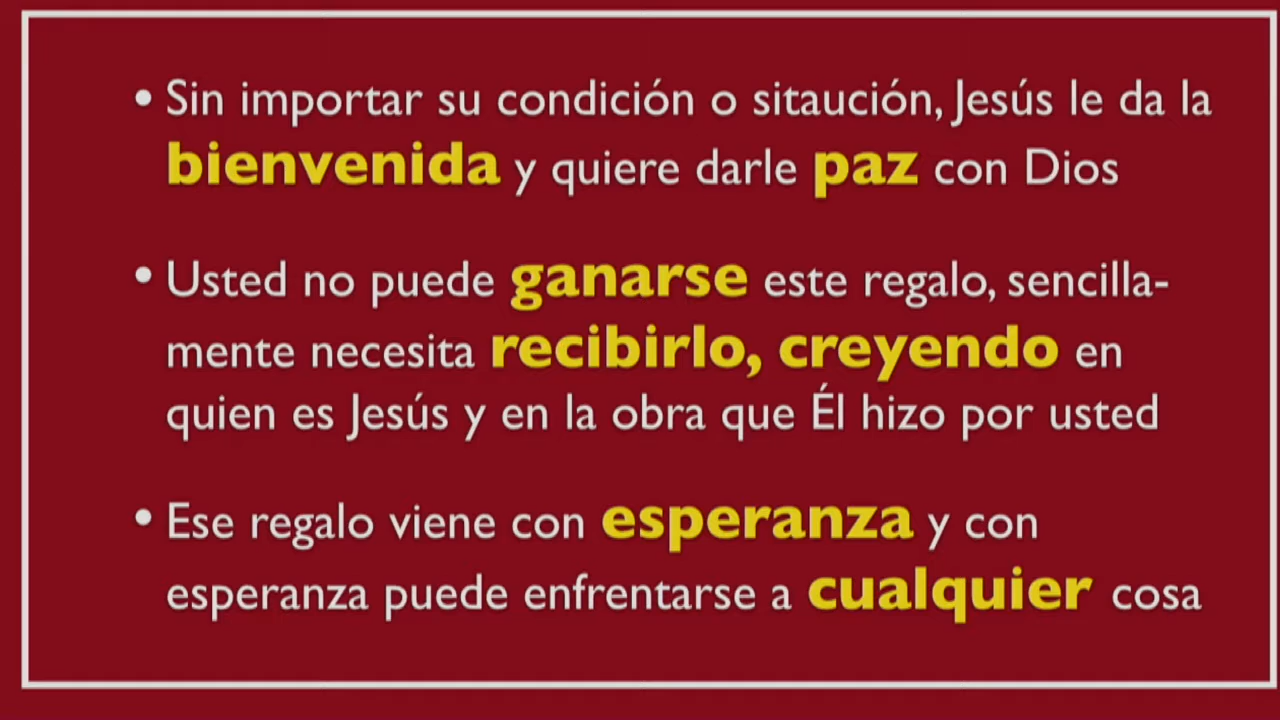 • Sin importar su condición o sitaución, Jesús le da la
bienvenida y quiere darle paz con Dios
• Usted no puede ganarse este regalo, sencilla-
mente necesita recibirlo, creyendo en
quien es Jesús y en la obra que Él hizo por usted
• Ese regalo viene con esperanza y con
esperanza puede enfrentarse a cualquier cosa